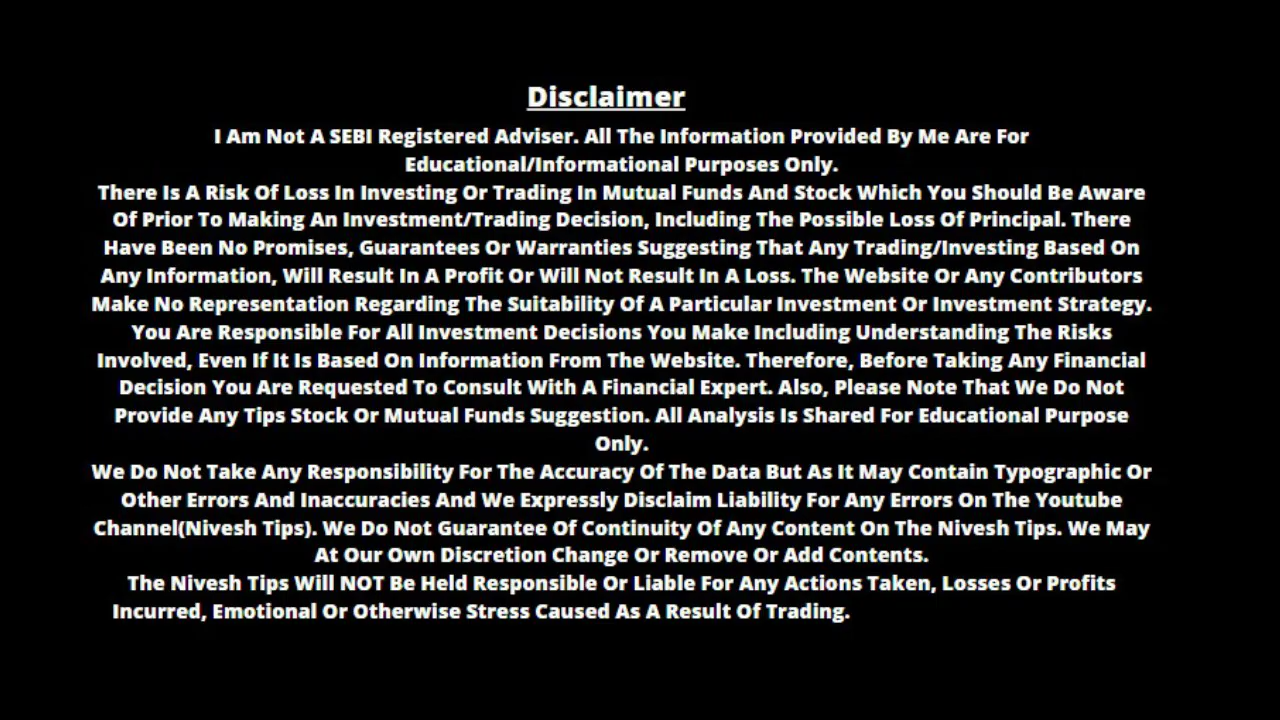 Disclaimer
I Am Not A SEBI Registered Adviser. All The Information Provided By Me Are For
Educational/Informational Purposes Only.
There Is A Risk Of Loss In Investing Or Trading In Mutual Funds And Stock Which You Should Be Aware
Of Prior To Making An Investment/Trading Decision, Including The Possible Loss Of Principal. There
Have Been No Promises, Guarantees Or Warranties Suggesting That Any Trading/Investing Based On
Any Information, Will Result In A Profit Or Will Not Result In A Loss. The Website Or Any Contributors
Make No Representation Regarding The Suitability Of A Particular Investment Or Investment Strategy.
You Are Responsible For All Investment Decisions You Make Including Understanding The Risks
Involved, Even If It Is Based On Information From The Website. Therefore, Before Taking Any Financial
Decision You Are Requested To Consult With A Financial Expert. Also, Please Note That We Do Not
Provide Any Tips Stock Or Mutual Funds Suggestion. All Analysis Is Shared For Educational Purpose
Only.
We Do Not Take Any Responsibility For The Accuracy Of The Data But As It May Contain Typographic Or
Other Errors And Inaccuracies And We Expressly Disclaim Liability For Any Errors On The Youtube
Channel(Nivesh Tips). We Do Not Guarantee Of Continuity Of Any Content On The Nivesh Tips. We May
At Our Own Discretion Change Or Remove Or Add Contents.
The Nivesh Tips Will NOT Be Held Responsible Or Liable For Any Actions Taken, Losses Or Profits
Incurred, Emotional Or Otherwise Stress Caused As A Result Of Trading.